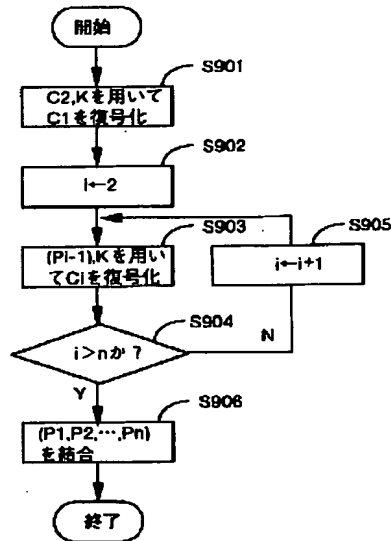 開始
S901
C2,Kを用いて
C1を復号化
S902
i←2
S903
(Pi-1),Kを用い
てCiを復号化
S905
i←i+1
S904
i>nか?
N
Y
S906
(P1,P2,…,Pn)
を結合
終了